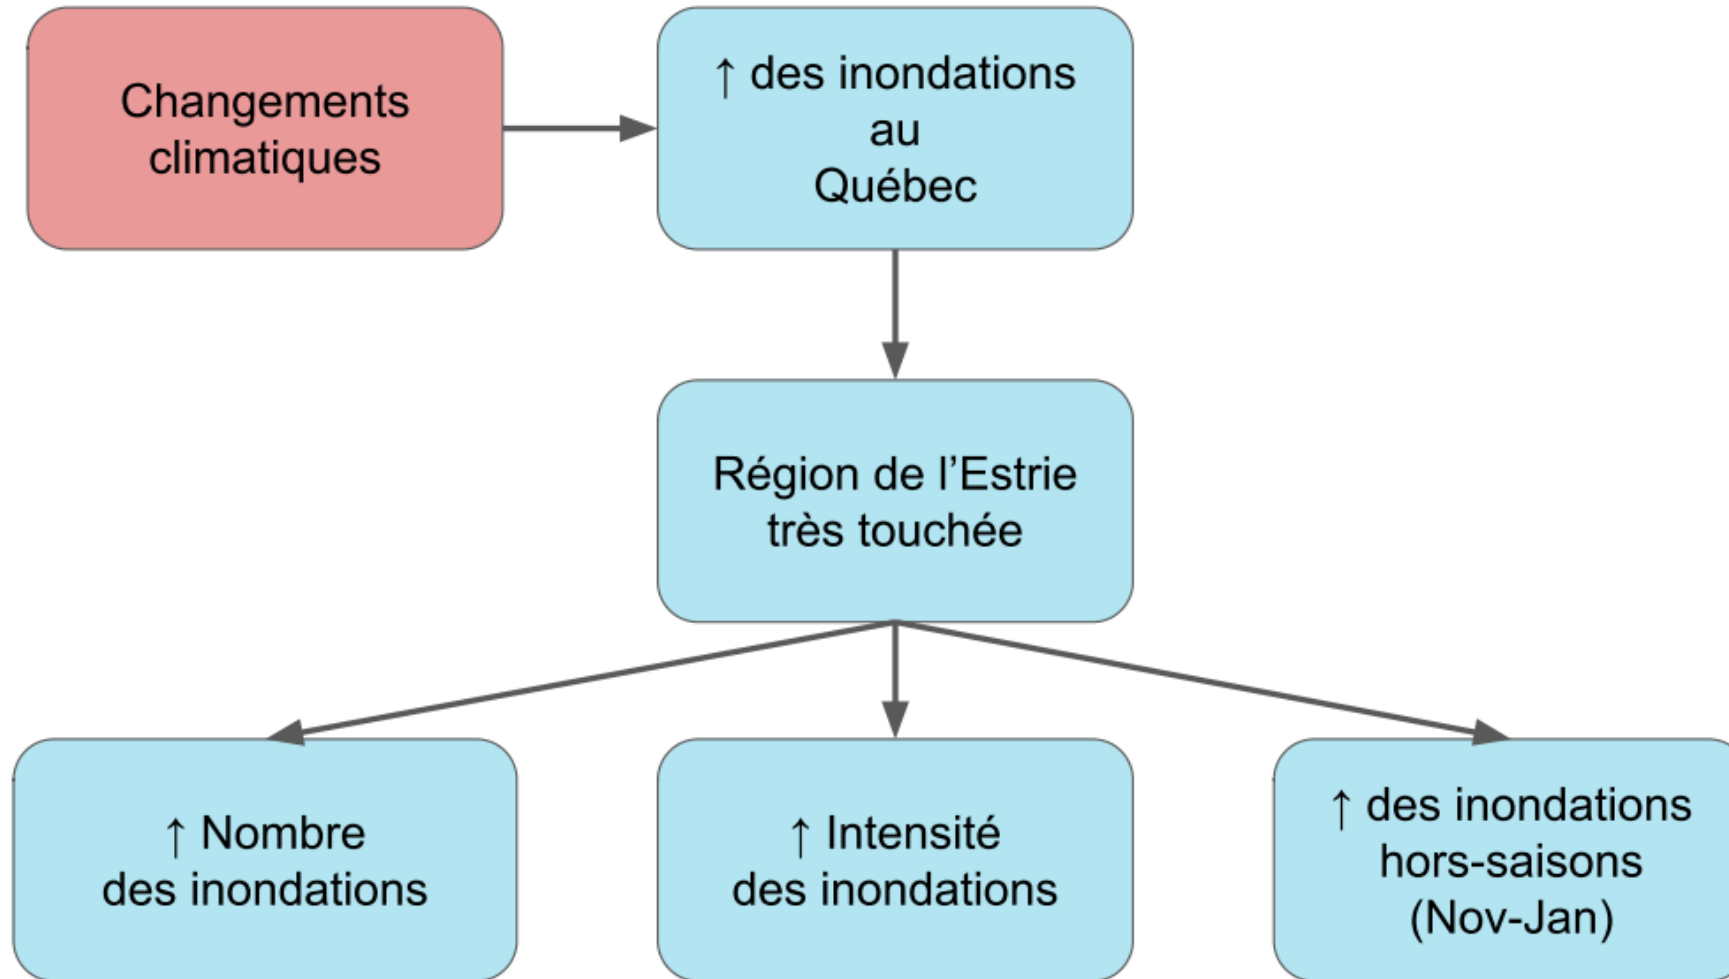 Changements
climatiques
↑ des inondations
au
Québec
Région de l’Estrie
très touchée
↑ Nombre
des inondations
↑ Intensité
des inondations
↑ des inondations
hors-saisons
(Nov-Jan)